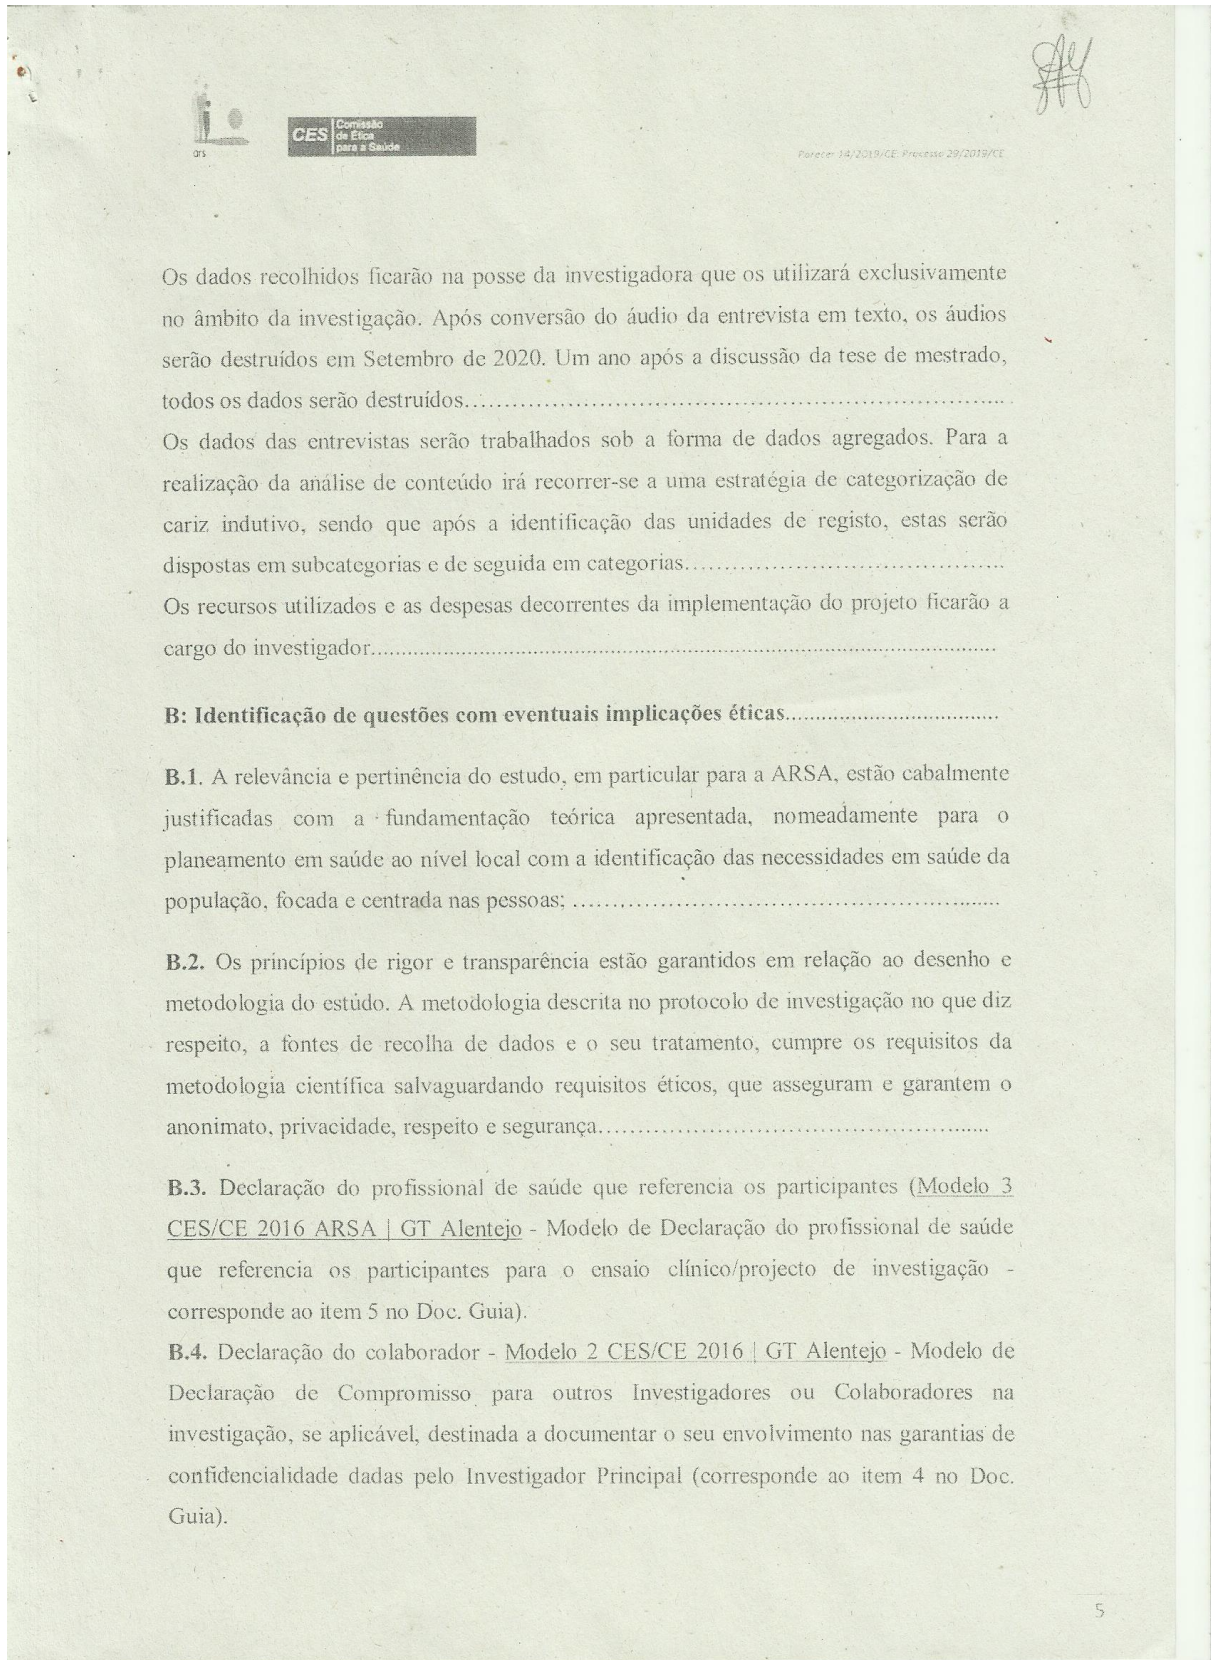 ars
CES
Comissão
de Ética
para a Saúde
Parecer 14/2019/CE: Processo 29/2019/CE
Os dados recolhidos ficarão na posse da investigadora que os utilizará exclusivamente
no âmbito da investigação. Após conversão do áudio da entrevista em texto, os áudios
serão destruídos em Setembro de 2020. Um ano após a discussão da tese de mestrado,
todos os dados serão destruídos..........................................................................
Os dados das entrevistas serão trabalhados sob a forma de dados agregados. Para a
realização da análise de conteúdo irá recorrer-se a uma estratégia de categorização de
cariz indutivo, sendo que após a identificação das unidades de registo, estas serão
dispostas em subcategorias e de seguida em categorias...........................................
Os recursos utilizados e as despesas decorrentes da implementação do projeto ficarão a
cargo do investigador.....................................................................................................
B: Identificação de questões com eventuais implicações éticas...................................
B.1. A relevância e pertinência do estudo, em particular para a ARSA, estão cabalmente
justificadas com a fundamentação teórica apresentada, nomeadamente para o
planeamento em saúde ao nível local com a identificação das necessidades em saúde da
população, focada e centrada nas pessoas; .........................................................
B.2. Os princípios de rigor e transparência estão garantidos em relação ao desenho e
metodologia do estúdo. A metodologia descrita no protocolo de investigação no que diz
respeito, a fontes de recolha de dados e o seu tratamento, cumpre os requisitos da
metodologia científica salvaguardando requisitos éticos, que asseguram e garantem o
anonimato, privacidade, respeito e segurança.....................................................
B.3. Declaração do profissional de saúde que referencia os participantes (Modelo 3
CES/CE 2016 ARSA | GT Alentejo - Modelo de Declaração do profissional de saúde
que referencia os participantes para o ensaio clínico/projecto de investigação -
corresponde ao item 5 no Doc. Guia).
B.4. Declaração do colaborador - Modelo 2 CES/CE 2016 | GT Alentejo - Modelo de
Declaração de Compromisso para outros Investigadores ou Colaboradores na
investigação, se aplicável, destinada a documentar o seu envolvimento nas garantias de
confidencialidade dadas pelo Investigador Principal (corresponde ao item 4 no Doc.
Guia).
5